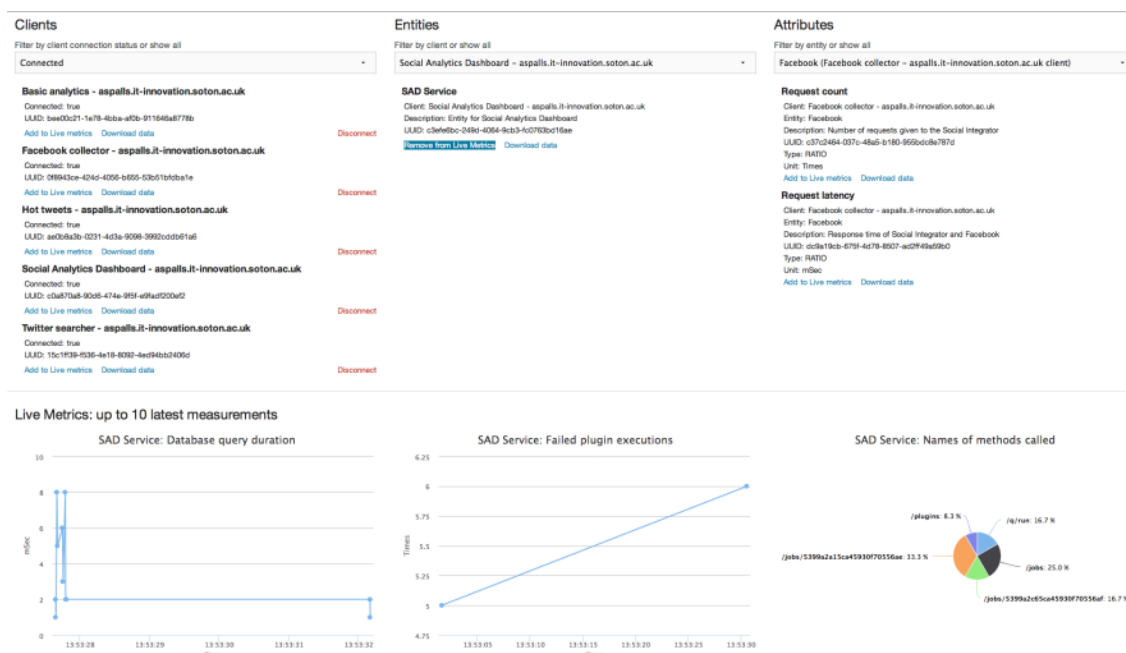 Clients
Filter by client connection status or show all
Connected
Basic analytics - aspalls.it-innovation.soton.ac.uk
Connected: true
UUID: bee00c21-1e78-4bba-af0b-911646a8778b
Add to Live metrics Download data Disconnect
Facebook collector - aspalls.it-innovation.soton.ac.uk
Connected: true
UUID: 0f8943ce-424d-4056-b655-53b51bfdba1e
Add to Live metrics Download data Disconnect
Hot tweets - aspalls.it-innovation.soton.ac.uk
Connected: true
UUID: ae0b8a3b-0231-4d3a-9098-3992cddb61a6
Add to Live metrics Download data Disconnect
Social Analytics Dashboard - aspalls.it-innovation.soton.ac.uk
Connected: true
UUID: c0a870a8-90d6-474e-9f5f-e9fadf200ef2
Add to Live metrics Download data Disconnect
Twitter searcher - aspalls.it-innovation.soton.ac.uk
Connected: true
UUID: 15c1ff39-f536-4e18-8092-4ed94bb2406d
Add to Live metrics Download data Disconnect
Entities
Filter by client or show all
Social Analytics Dashboard - aspalls.it-innovation.soton.ac.uk
SAD Service
Client: Social Analytics Dashboard - aspalls.it-innovation.soton.ac.uk
Description: Entity for Social Analytics Dashboard
UUID: c3efe6bc-249d-4064-9cb3-fc0763bd16ae
Remove from Live Metrics Download data
Attributes
Filter by entity or show all
Facebook (Facebook collector - aspalls.it-innovation.soton.ac.uk client)
Request count
Client: Facebook collector - aspalls.it-innovation.soton.ac.uk
Entity: Facebook
Description: Number of requests given to the Social Integrator
UUID: c37c2464-037c-48a5-b180-955bdc8e787d
Type: RATIO
Unit: Times
Add to Live metrics Download data
Request latency
Client: Facebook collector - aspalls.it-innovation.soton.ac.uk
Entity: Facebook
Description: Response time of Social Integrator and Facebook
UUID: dc9a19cb-675f-4d78-8507-ad2ff49a59b0
Type: RATIO
Unit: mSec
Add to Live metrics Download data
Live Metrics: up to 10 latest measurements
SAD Service: Database query duration
10
8
6
4
2
0
mSec
13:53:28 13:53:29 13:53:30 13:53:31 13:53:32
SAD Service: Failed plugin executions
6.25
6
5.75
5.5
5.25
5
4.75
Times
13:53:05 13:53:10 13:53:15 13:53:20 13:53:25 13:53:30
SAD Service: Names of methods called
/plugins: 8.3 %
/q/rue: 16.7 %
/jobs/5399a2a15ca45930f70556ae: 33.3 %
/jobs: 25.0 %
/jobs/5399a2c65ca45930f70556af: 16.7 %